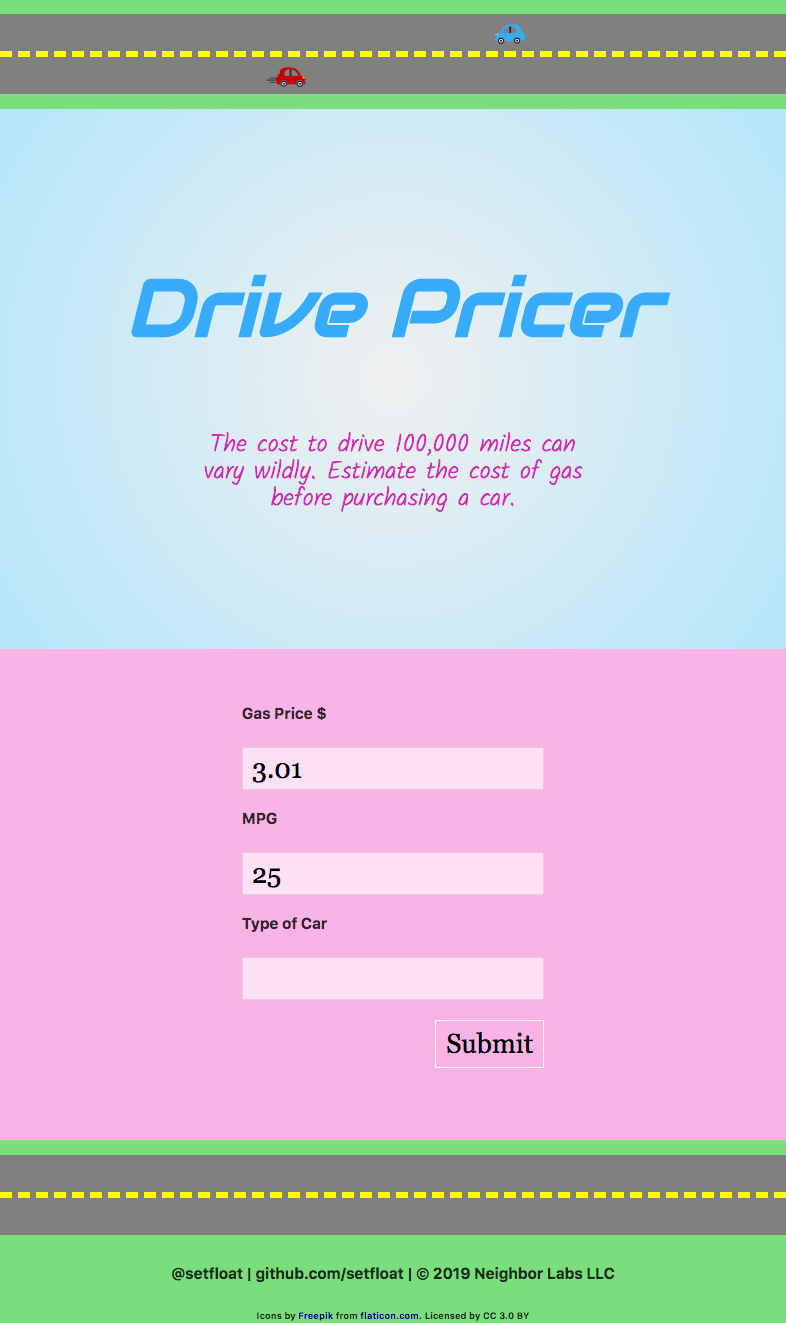 Drive Pricer
The cost to drive 100,000 miles can
vary wildly. Estimate the cost of gas
before purchasing a car.
Gas Price $
3.01
MPG
25
Type of Car
Submit
@setfloat | github.com/setfloat | © 2019 Neighbor Labs LLC
Icons by Freepik from flaticon.com. Licensed by CC 3.0 BY